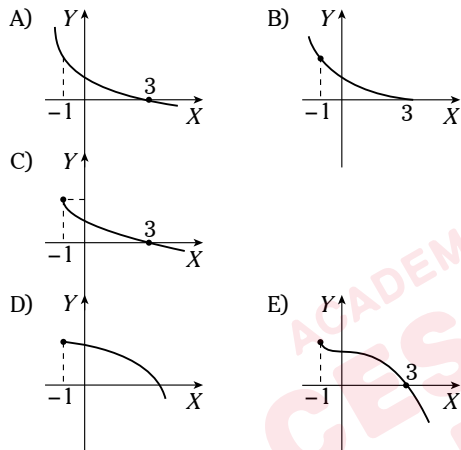 A) Y
3
−1 X
B) Y
−1 3 X
C) Y
3
−1 X
D) Y
−1 X
E) Y
3
−1 X
ACADEM
CES